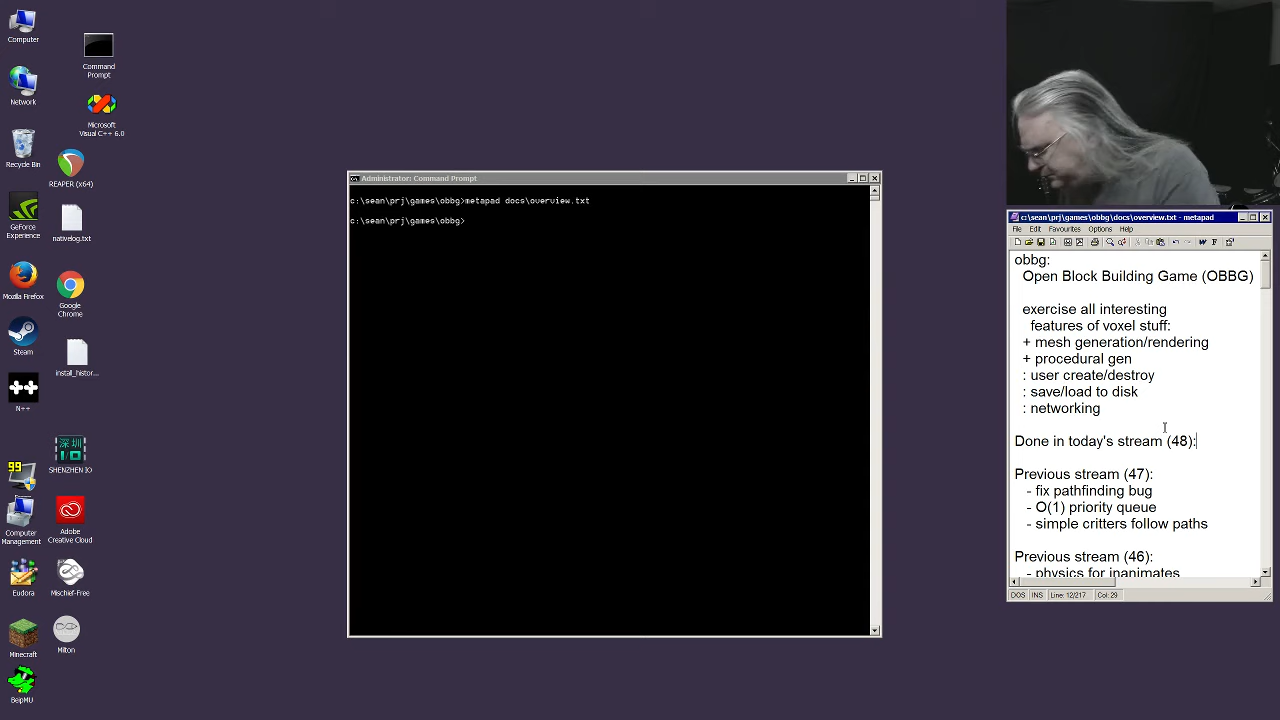 Computer
Command
Prompt
Network
Microsoft
Visual C++ 6.0
Recycle Bin
REAPER (x64)
GeForce
Experience
nativelog.txt
Mozilla Firefox
Google
Chrome
Steam
install_histor...
N++
深圳
SHENZHEN IO
99
Computer
Management
Adobe
Creative Cloud
Eudora
Mischief-Free
Minecraft
Milton
BeipMU
Administrator: Command Prompt
c:\sean\prj\games\obbg>metapad docs\overview.txt
c:\sean\prj\games\obbg>
c:\sean\prj\games\obbg\docs\overview.txt - metapad
File Edit Favourites Options Help
obbg:
Open Block Building Game (OBBG)
exercise all interesting
features of voxel stuff:
+ mesh generation/rendering
+ procedural gen
: user create/destroy
: save/load to disk
: networking
Done in today's stream (48):
Previous stream (47):
- fix pathfinding bug
- O(1) priority queue
- simple critters follow paths
Previous stream (46):
- physics for inanimates
DOS INS Line: 12/217 Col: 29